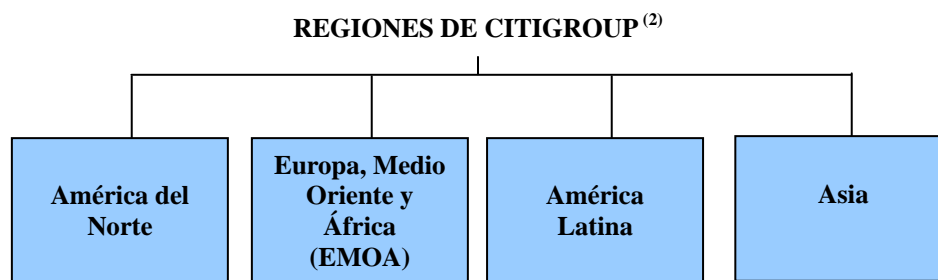 REGIONES DE CITIGROUP (2)
América del
Norte
Europa, Medio
Oriente y
África
(EMOA)
América
Latina
Asia